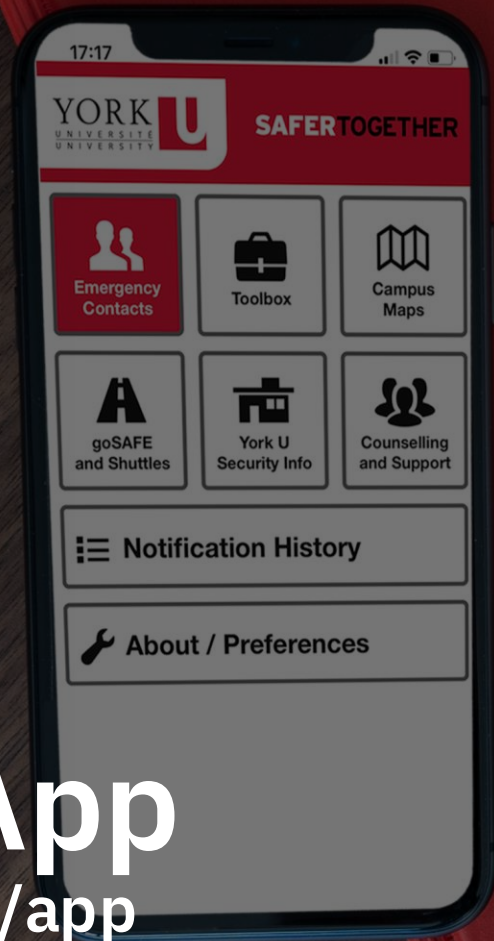 17:17
YORK U
UNIVERSITÉ
UNIVERSITY
SAFERTOGETHER
Emergency
Contacts
Toolbox
Campus
Maps
goSAFE
and Shuttles
York U
Security Info
Counselling
and Support
Notification History
About / Preferences
App
/app